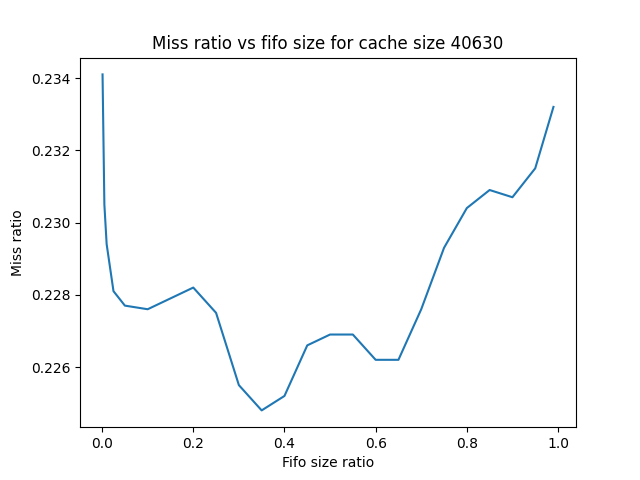 Miss ratio vs fifo size for cache size 40630
0.234
0.232
0.230
0.228
0.226
Miss ratio
0.0 0.2 0.4 0.6 0.8 1.0
Fifo size ratio